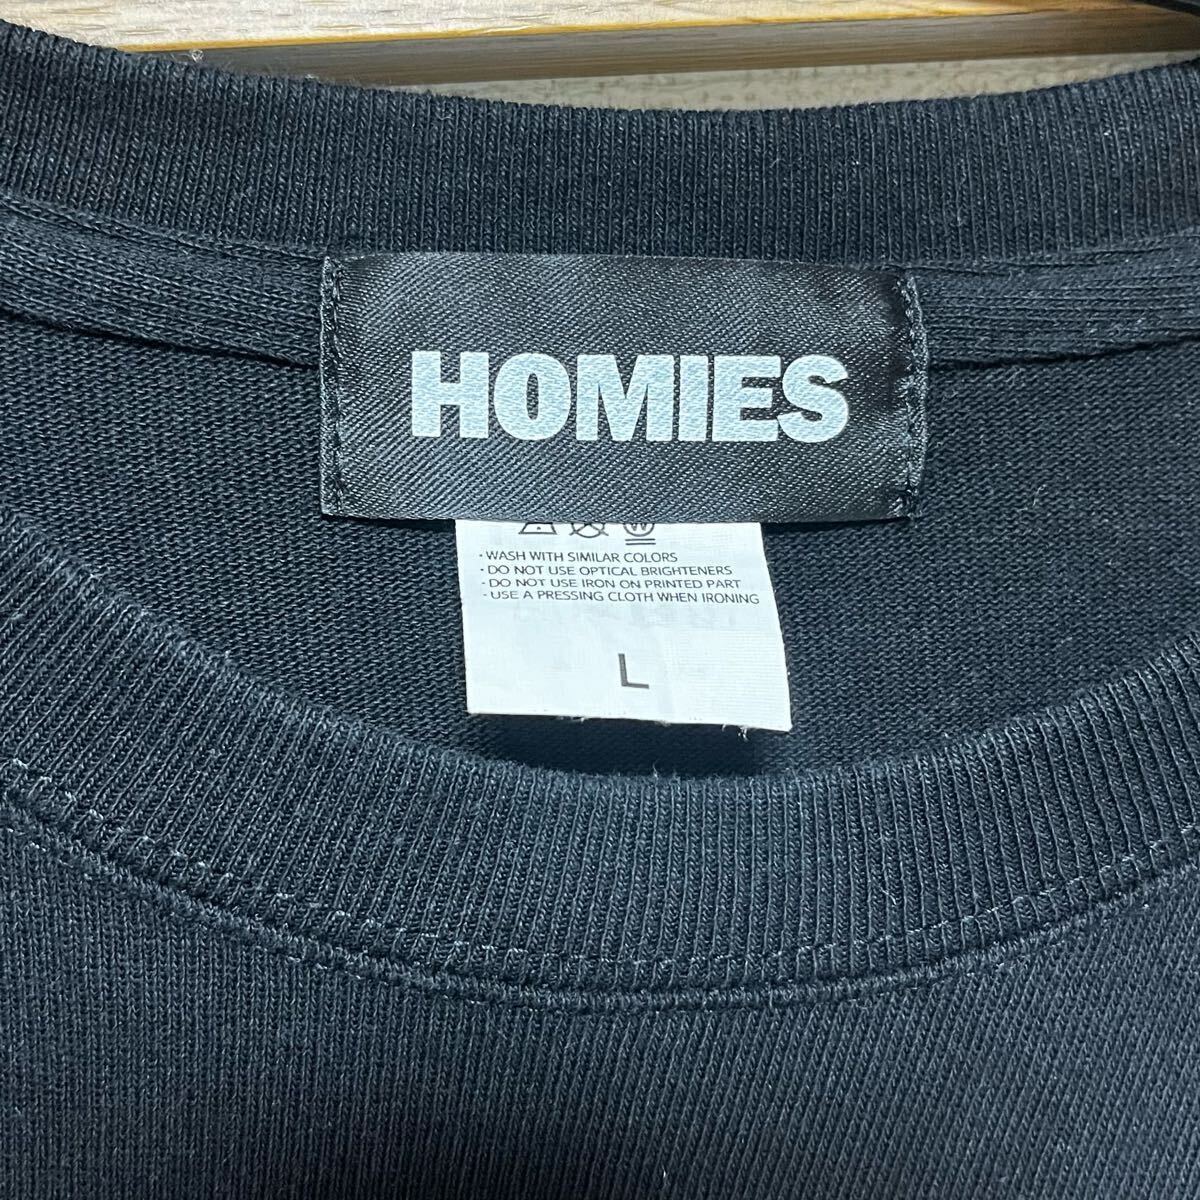 HOMIES
W
· WASH WITH SIMILAR COLORS
· DO NOT USE OPTICAL BRIGHTENERS
· DO NOT USE IRON ON PRINTED PART
· USE A PRESSING CLOTH WHEN IRONING
L